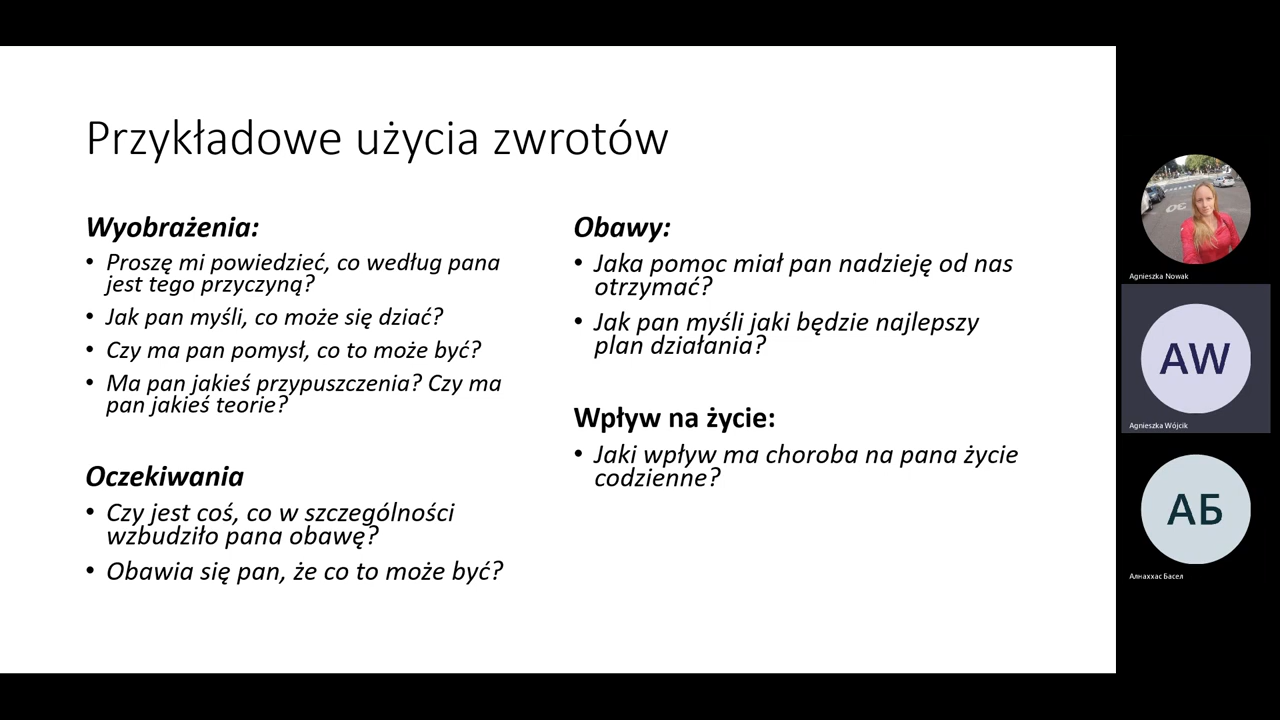 Przykładowe użycia zwrotów
Wyobrażenia:
• Proszę mi powiedzieć, co według pana
jest tego przyczyną?
• Jak pan myśli, co może się dziać?
• Czy ma pan pomysł, co to może być?
• Ma pan jakieś przypuszczenia? Czy ma
pan jakieś teorie?
Oczekiwania
• Czy jest coś, co w szczególności
wzbudziło pana obawę?
• Obawia się pan, że co to może być?
Obawy:
• Jaka pomoc miał pan nadzieję od nas
otrzymać?
• Jak pan myśli jaki będzie najlepszy
plan działania?
Wpływ na życie:
• Jaki wpływ ma choroba na pana życie
codzienne?
Agnieszka Nowak
AW
Agnieszka Wójcik
АБ
Алнаххас Басел